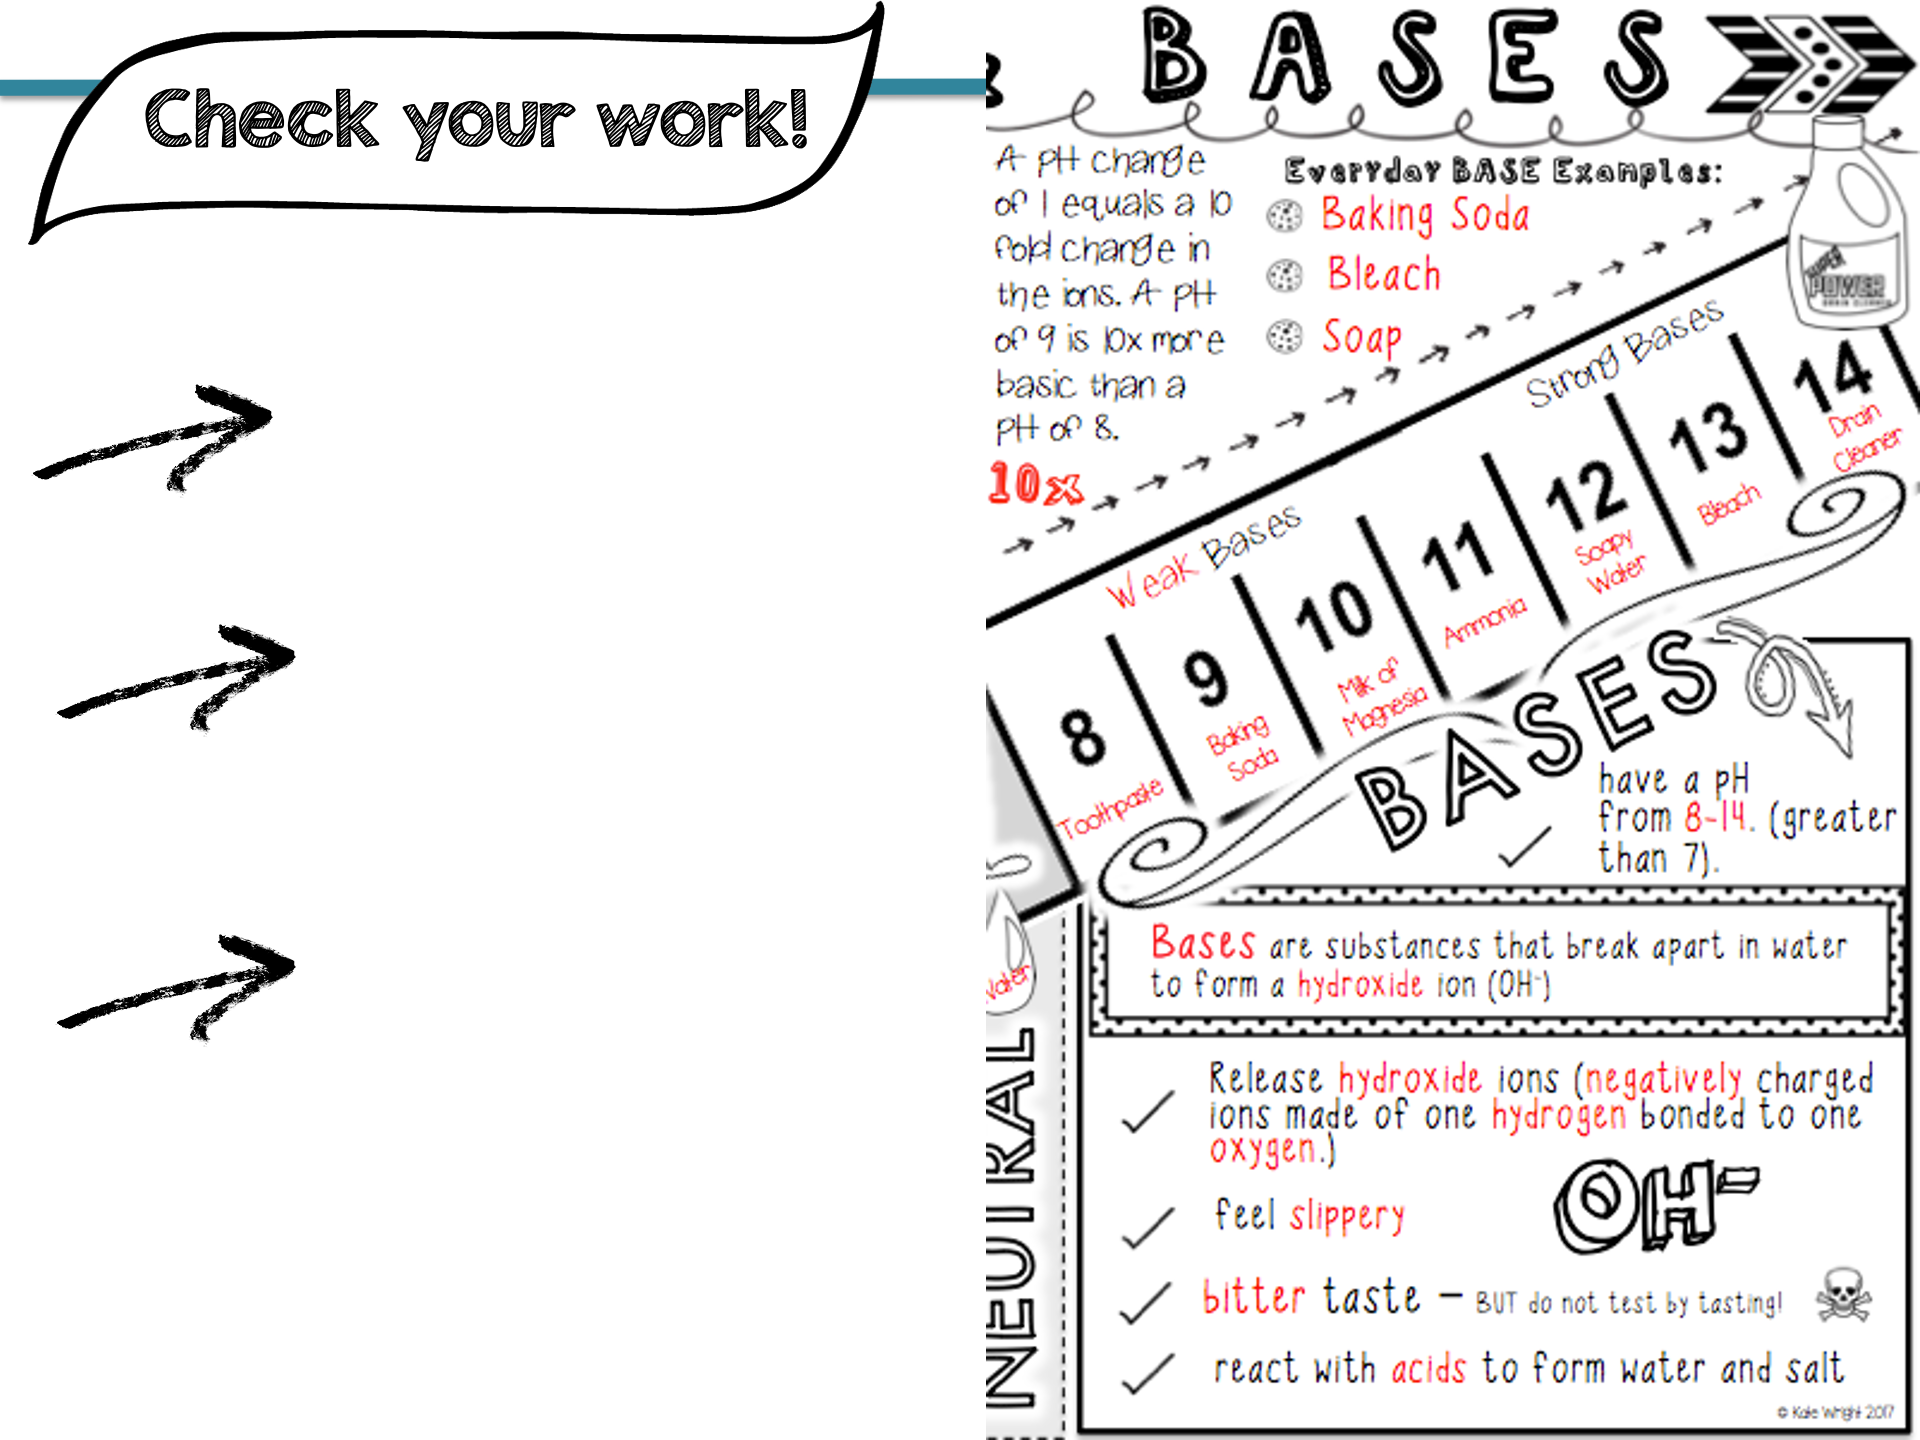 Check your work!
& BASES
A pH change
of 1 equals a 10
fold change in
the ions. A pH
of 9 is 10x more
basic than a
pH of 8.
10x
Everyday BASE Examples:
Baking Soda
Bleach
Soap
SUPER
POWER
DRAIN CLEANER
Weak Bases
Strong Bases
8
Toothpaste
9
Baking
Soda
10
Milk of
Magnesia
11
Ammonia
12
Soapy
Water
13
Bleach
14
Drain
Cleaner
BASES
have a pH
from 8-14. (greater
than 7).
Water
NEUTRAL
Bases are substances that break apart in water
to form a hydroxide ion (OH⁻)
Release hydroxide ions (negatively charged
ions made of one hydrogen bonded to one
oxygen.)
OH⁻
feel slippery
bitter taste – BUT do not test by tasting!
react with acids to form water and salt
© Kate Wright 2017